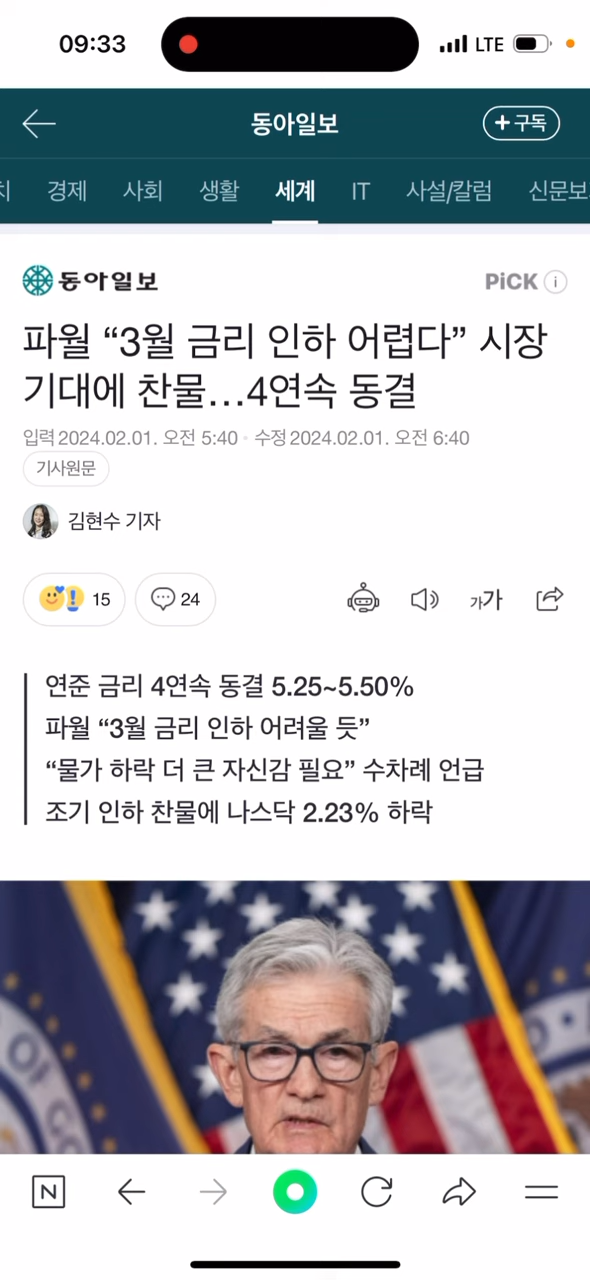 09:33 LTE
동아일보 + 구독
경제 사회 생활 세계 IT 사설/칼럼 신문보
동아일보 PiCK i
파월 “3월 금리 인하 어렵다” 시장
기대에 찬물…4연속 동결
입력 2024.02.01. 오전 5:40 · 수정 2024.02.01. 오전 6:40
기사원문
김현수 기자
15 24 가가
연준 금리 4연속 동결 5.25~5.50%
파월 “3월 금리 인하 어려울 듯”
“물가 하락 더 큰 자신감 필요” 수차례 언급
조기 인하 찬물에 나스닥 2.23% 하락
OF GO
N